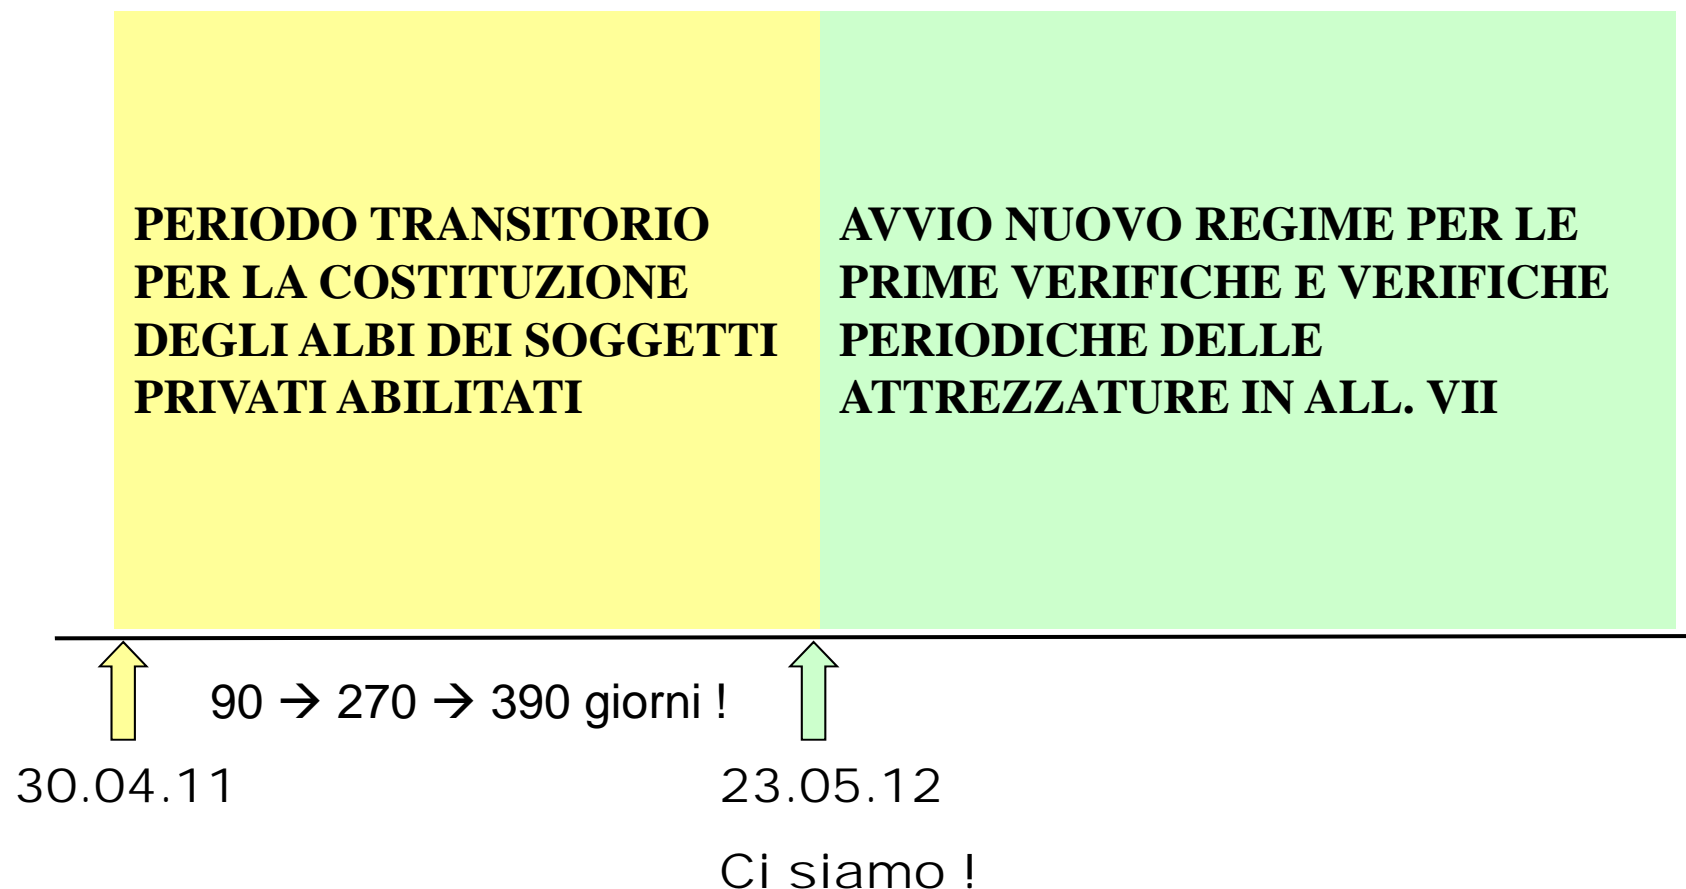 PERIODO TRANSITORIO
PER LA COSTITUZIONE
DEGLI ALBI DEI SOGGETTI
PRIVATI ABILITATI
AVVIO NUOVO REGIME PER LE
PRIME VERIFICHE E VERIFICHE
PERIODICHE DELLE
ATTREZZATURE IN ALL. VII
90 → 270 → 390 giorni !
30.04.11
23.05.12
Ci siamo !